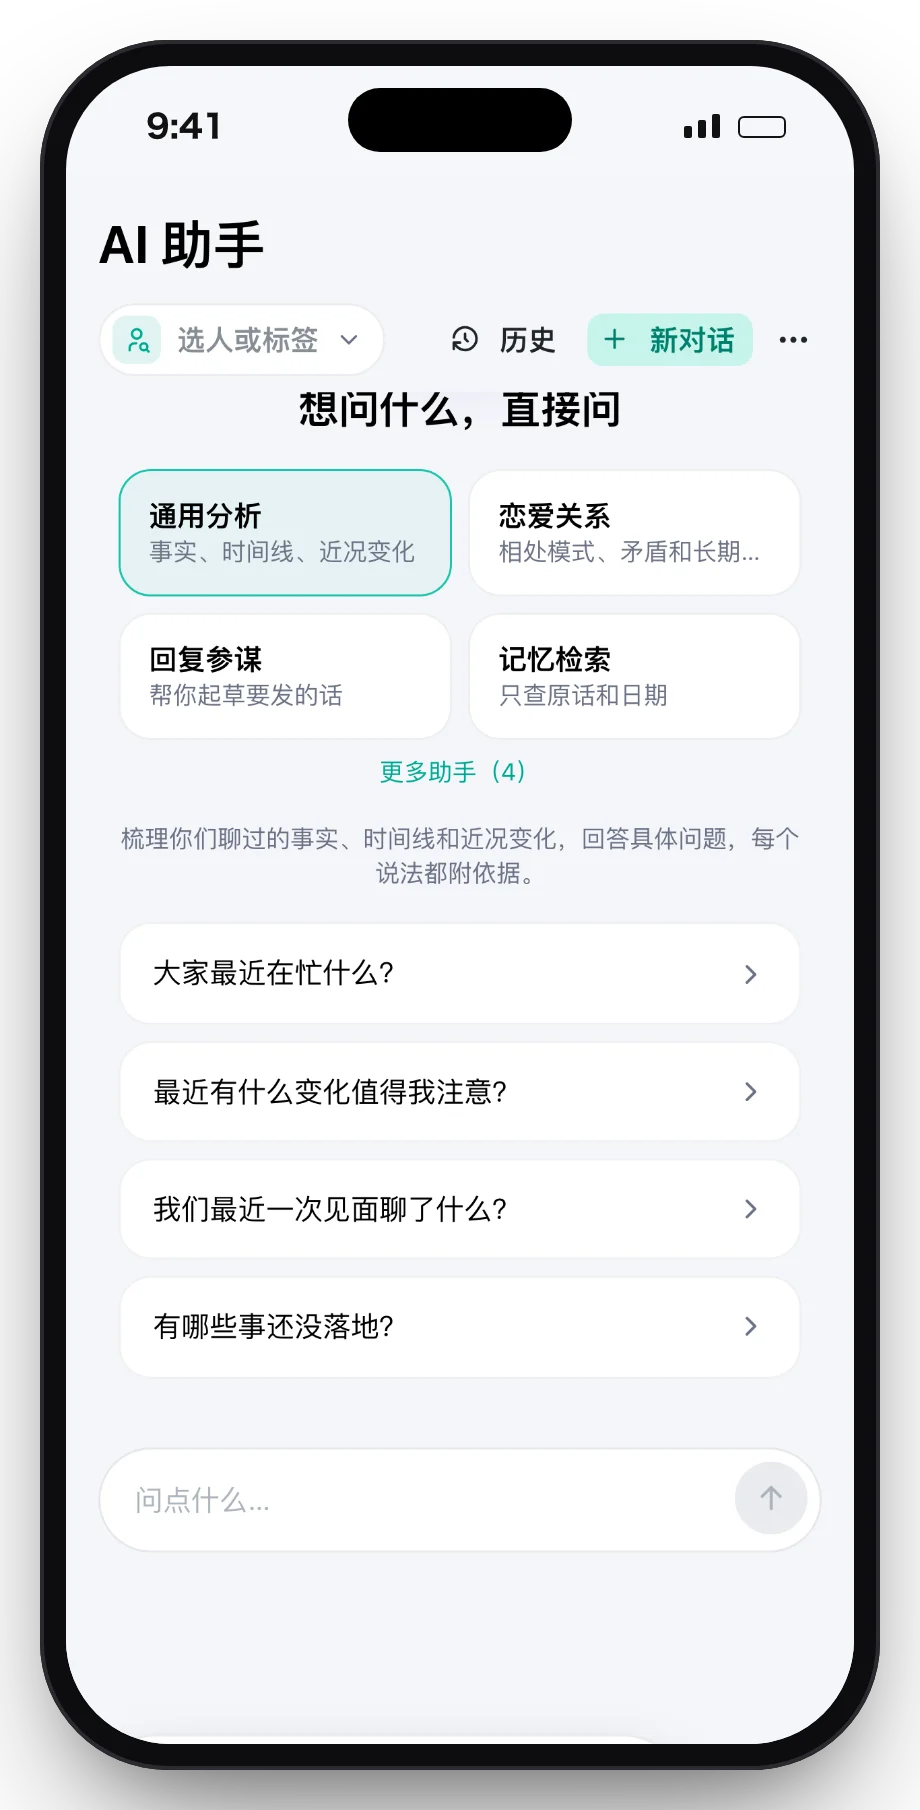 9:41
AI 助手
选人或标签
历史
新对话
想问什么，直接问
通用分析
事实、时间线、近况变化
恋爱关系
相处模式、矛盾和长期...
回复参谋
帮你起草要发的话
记忆检索
只查原话和日期
更多助手（4）
梳理你们聊过的事实、时间线和近况变化，回答具体问题，每个
说法都附依据。
大家最近在忙什么？
最近有什么变化值得我注意？
我们最近一次见面聊了什么？
有哪些事还没落地？
问点什么...